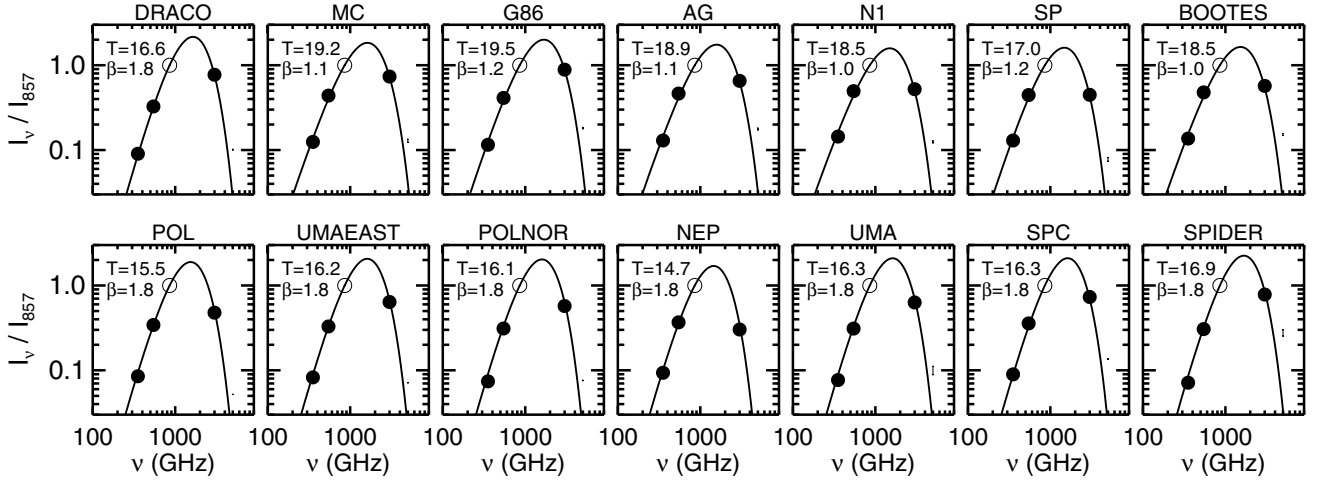 DRACO MC G86 AG N1 SP BOOTES
T=16.6 T=19.2 T=19.5 T=18.9 T=18.5 T=17.0 T=18.5
1.0 β=1.8 β=1.1 β=1.2 β=1.1 β=1.0 β=1.2 β=1.0
Iν / I857
0.1
POL UMAEAST POLNOR NEP UMA SPC SPIDER
T=15.5 T=16.2 T=16.1 T=14.7 T=16.3 T=16.3 T=16.9
1.0 β=1.8 β=1.8 β=1.8 β=1.8 β=1.8 β=1.8 β=1.8
Iν / I857
0.1
100 1000 100 1000 100 1000 100 1000 100 1000 100 1000 100 1000
ν (GHz) ν (GHz) ν (GHz) ν (GHz) ν (GHz) ν (GHz) ν (GHz)